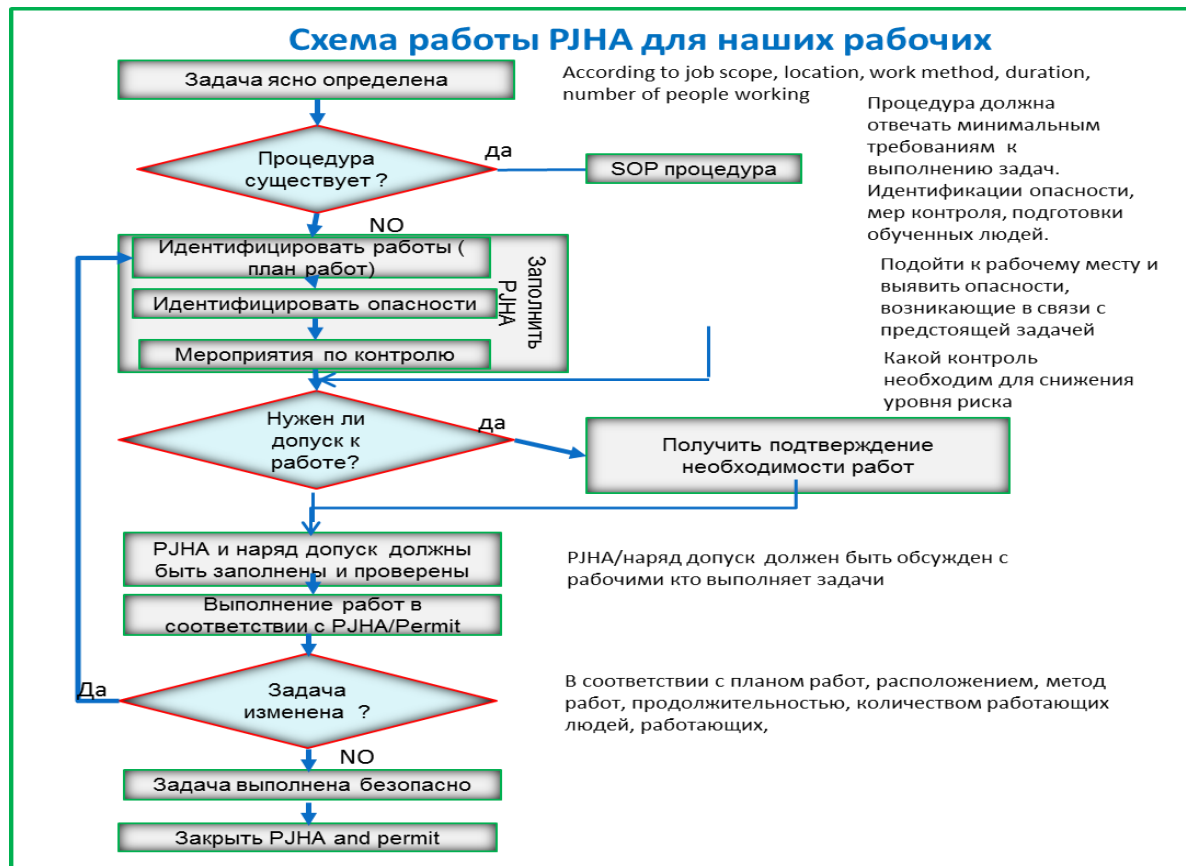 Схема работы PJHA для наших рабочих
Задача ясно определена
According to job scope, location, work method, duration,
number of people working
Процедура
существует ?
да
SOP процедура
Процедура должна
отвечать минимальным
требованиям к
выполнению задач.
Идентификации опасности,
мер контроля, подготовки
обученных людей.
NO
Идентифицировать работы (
план работ)
Идентифицировать опасности
Мероприятия по контролю
Заполнить
PJHA
Подойти к рабочему месту и
выявить опасности,
возникающие в связи с
предстоящей задачей
Какой контроль
необходим для снижения
уровня риска
Нужен ли
допуск к
работе?
да
Получить подтверждение
необходимости работ
PJHA и наряд допуск должны
быть заполнены и проверены
PJHA/наряд допуск должен быть обсужден с
рабочими кто выполняет задачи
Выполнение работ в
соответствии с PJHA/Permit
Задача
изменена ?
Да
В соответствии с планом работ, расположением, метод
работ, продолжительностью, количеством работающих
людей, работающих,
NO
Задача выполнена безопасно
Закрыть PJHA and permit